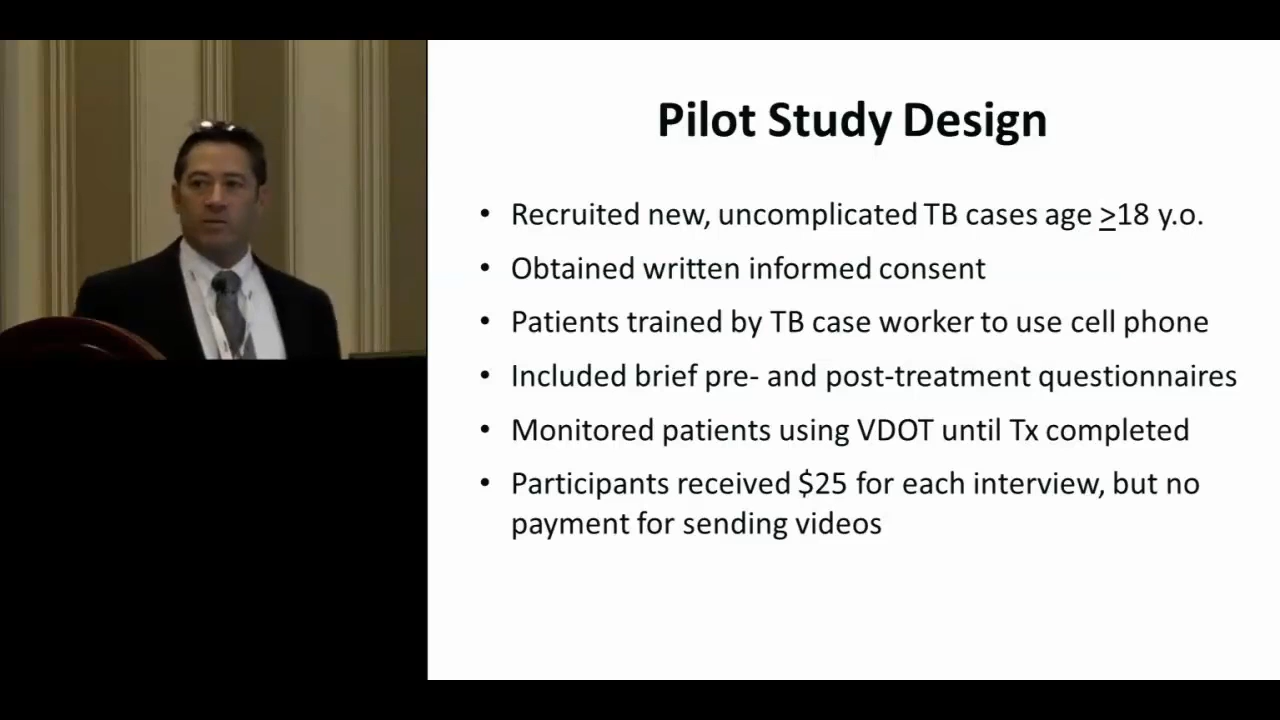 Pilot Study Design
• Recruited new, uncomplicated TB cases age >18 y.o.
• Obtained written informed consent
• Patients trained by TB case worker to use cell phone
• Included brief pre- and post-treatment questionnaires
• Monitored patients using VDOT until Tx completed
• Participants received $25 for each interview, but no
payment for sending videos